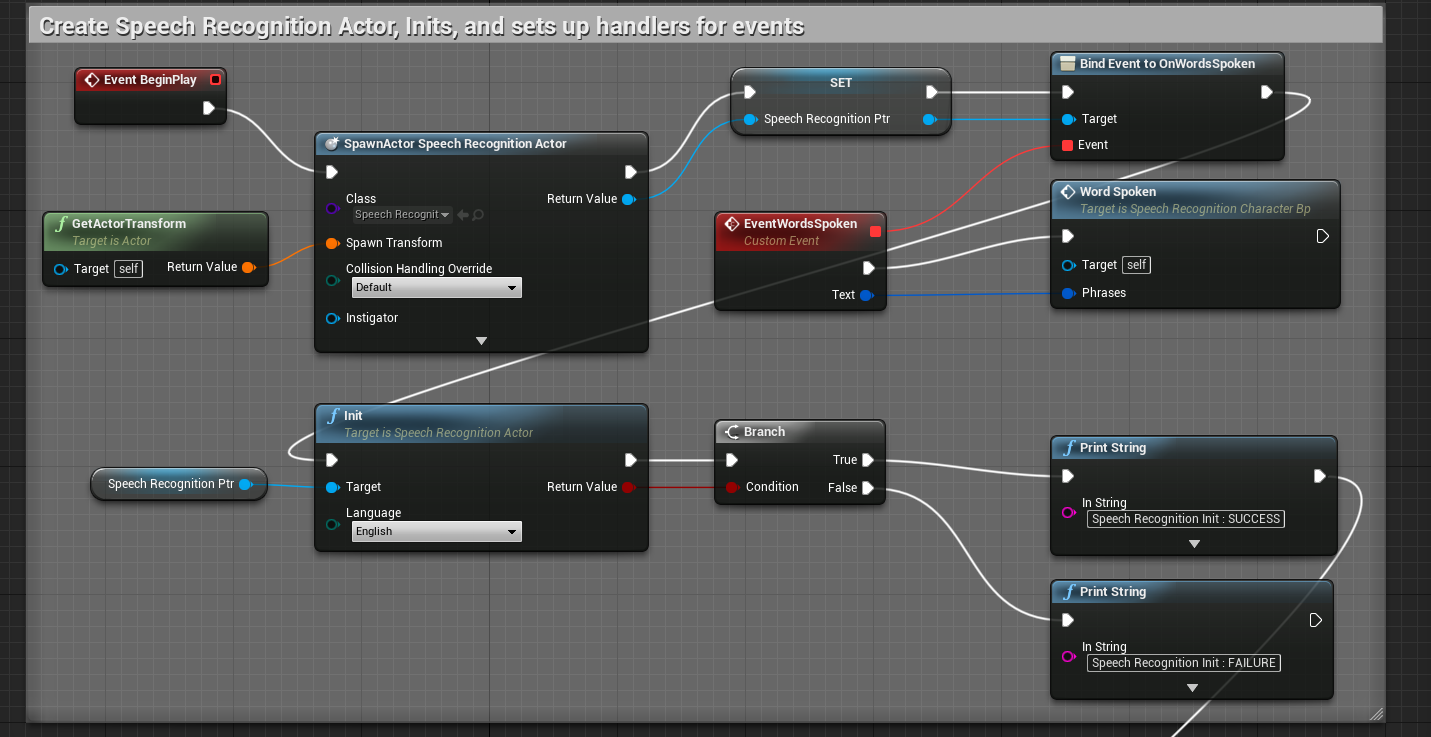 Create Speech Recognition Actor, Inits, and sets up handlers for events
Event BeginPlay
SpawnActor Speech Recognition Actor
Class
Speech Recognit
Return Value
Spawn Transform
Collision Handling Override
Default
Instigator
GetActorTransform
Target is Actor
Target self
Return Value
SET
Speech Recognition Ptr
Bind Event to OnWordsSpoken
Target
Event
EventWordsSpoken
Custom Event
Text
Word Spoken
Target is Speech Recognition Character Bp
Target self
Phrases
Speech Recognition Ptr
Init
Target is Speech Recognition Actor
Target
Return Value
Language
English
Branch
True
Condition
False
Print String
In String
Speech Recognition Init : SUCCESS
Print String
In String
Speech Recognition Init : FAILURE